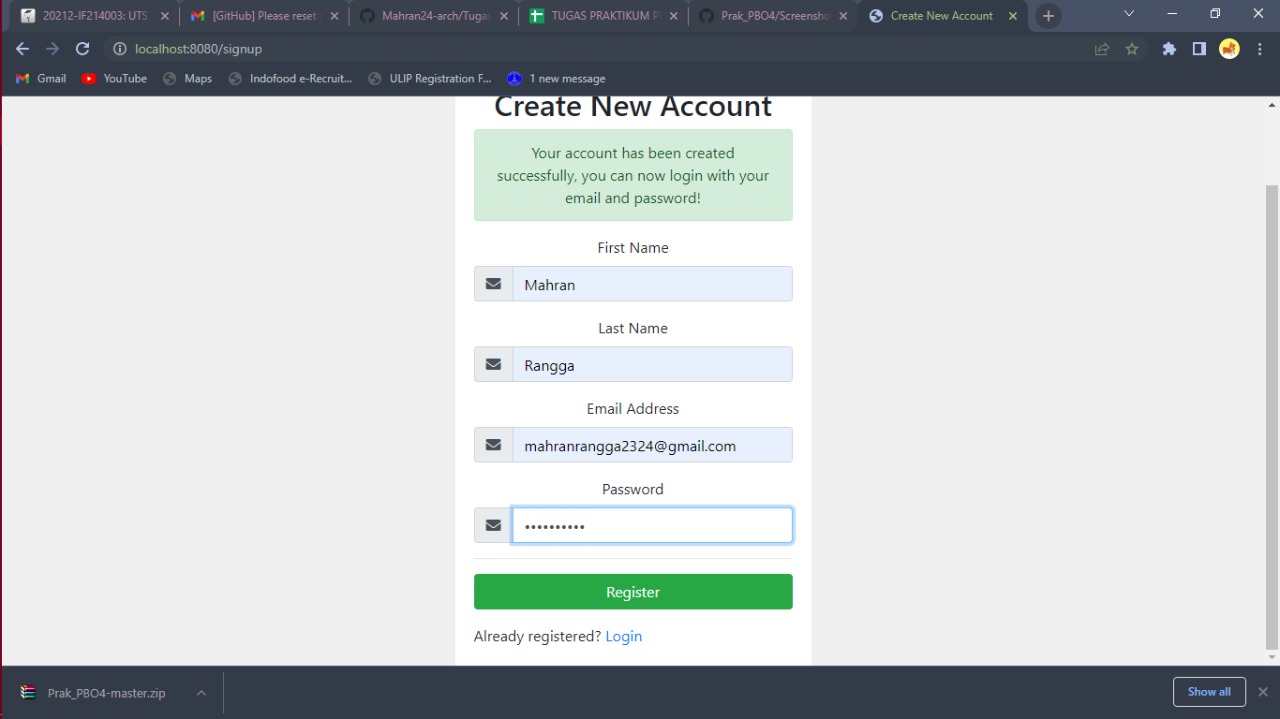 20212-IF214003: UTS
[GitHub] Please reset
Mahran24-arch/Tuga
TUGAS PRAKTIKUM P
Prak_PBO4/Screensho
Create New Account
localhost:8080/signup
Gmail
YouTube
Maps
Indofood e-Recruit...
ULIP Registration F...
1 new message
Create New Account
Your account has been created
successfully, you can now login with your
email and password!
First Name
Mahran
Last Name
Rangga
Email Address
mahranrangga2324@gmail.com
Password
••••••••••
Register
Already registered? Login
Prak_PBO4-master.zip
Show all